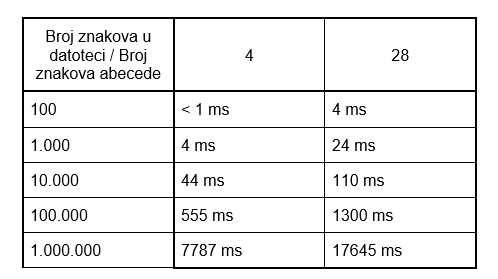 Broj znakova u
datoteci / Broj
znakova abecede
4
28
100
< 1 ms
4 ms
1.000
4 ms
24 ms
10.000
44 ms
110 ms
100.000
555 ms
1300 ms
1.000.000
7787 ms
17645 ms